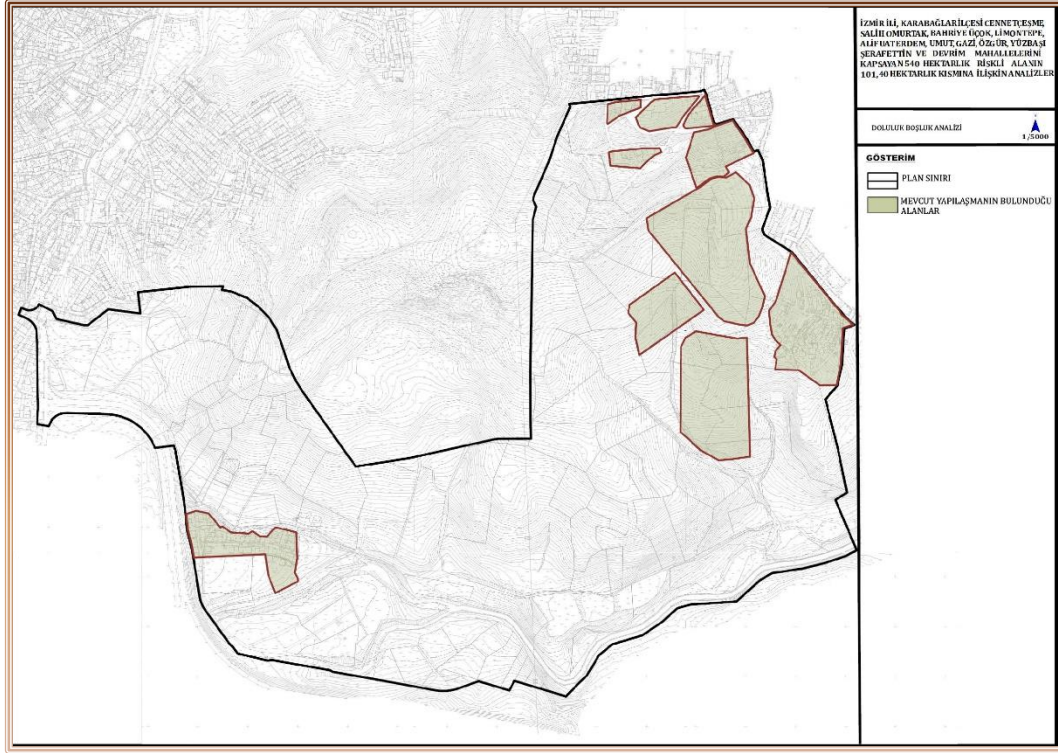 İZMİR İLİ, KARABAĞLAR İLÇESİ CENNETÇEŞME,
SALİH OMURTAK, BAHRİYE ÜÇOK, LİMONTEPE,
ALİ FUAT ERDEM, UMUT, GAZİ, ÖZGÜR, YÜZBAŞI
ŞERAFETTİN VE DEVRİM MAHALLELERİNİ
KAPSAYAN 540 HEKTARLIK RİSKLİ ALANIN
101,40 HEKTARLIK KISMINA İLİŞKİN ANALİZLER
DOLULUK BOŞLUK ANALİZİ
1/5000
GÖSTERİM
PLAN SINIRI
MEVCUT YAPILAŞMANIN BULUNDUĞU
ALANLAR